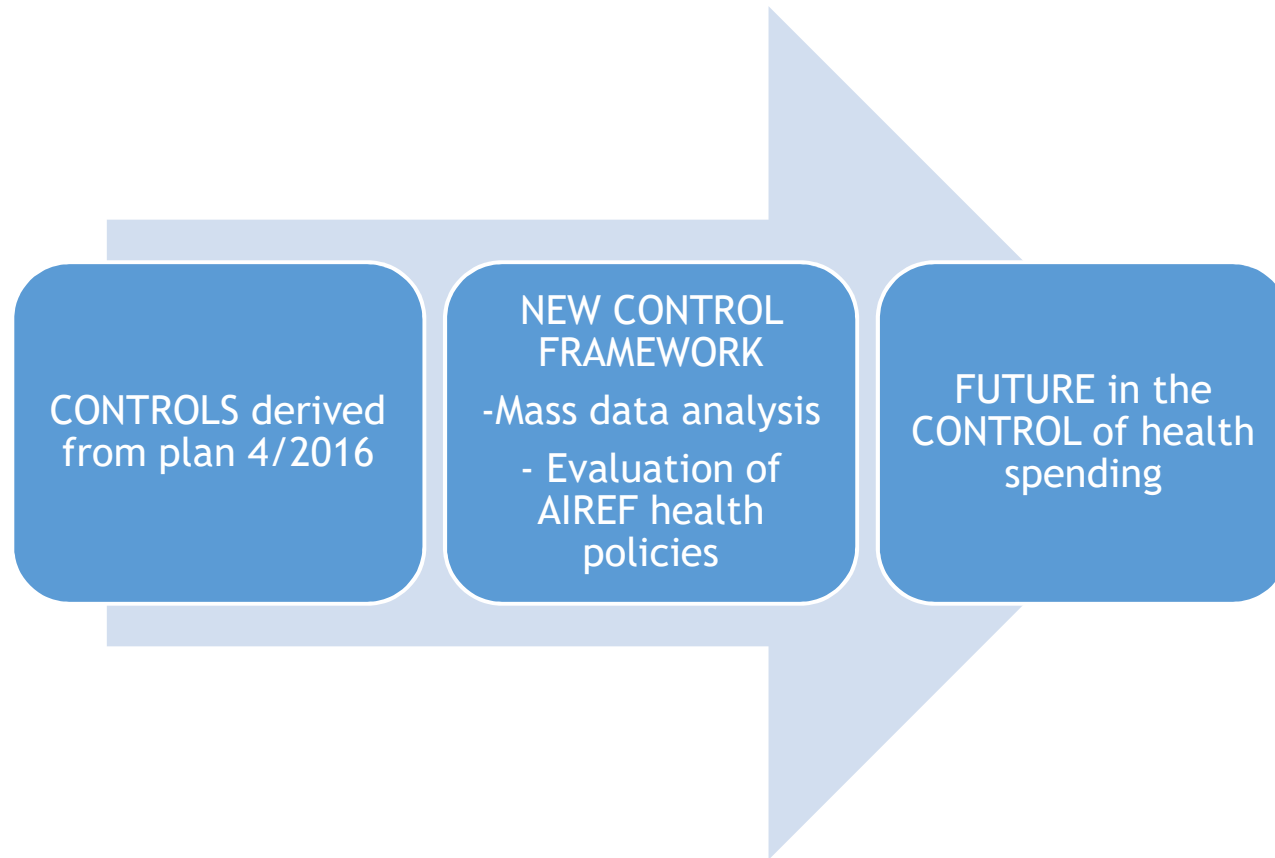 CONTROLS derived
from plan 4/2016
NEW CONTROL
FRAMEWORK
-Mass data analysis
- Evaluation of
AIREF health
policies
FUTURE in the
CONTROL of health
spending